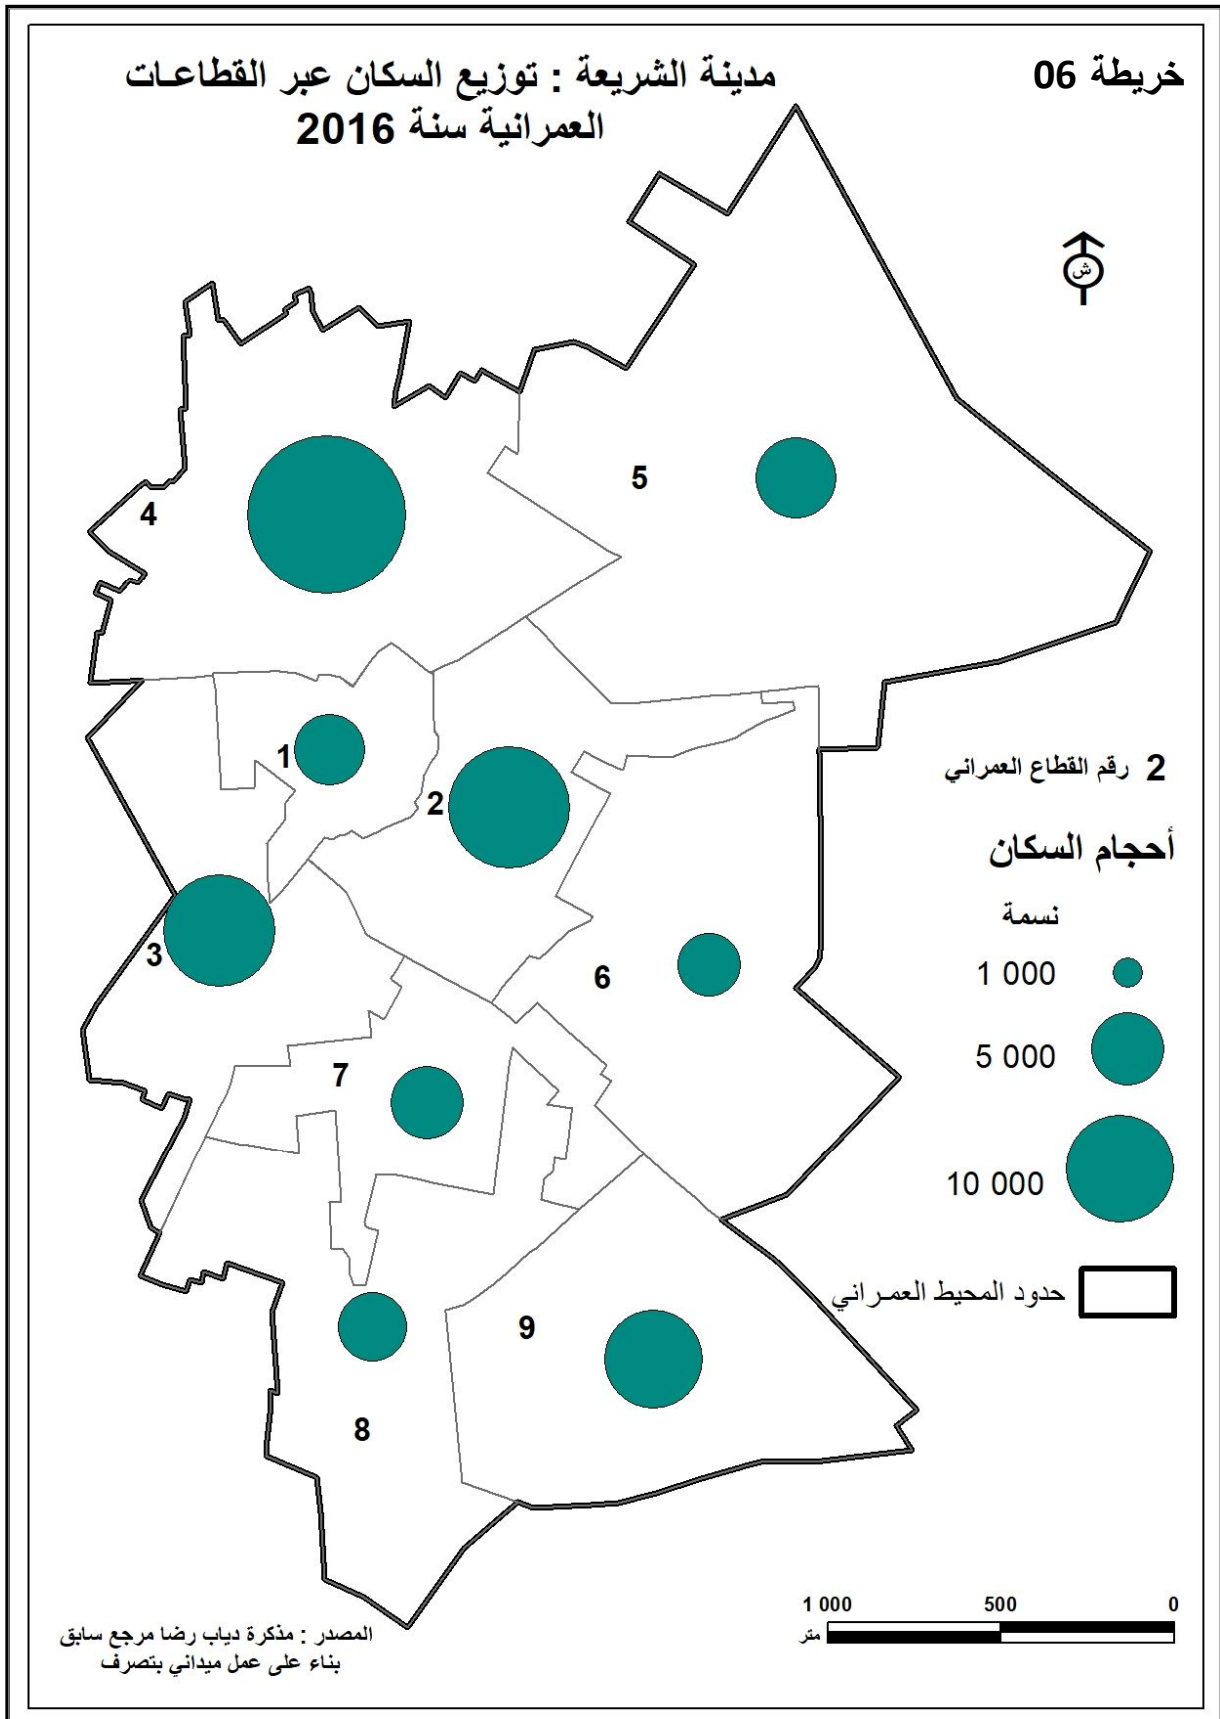 خريطة 06
مدينة الشريعة : توزيع السكان عبر القطاعات
العمرانية سنة 2016
ش
5
4
1
2
3
6
7
9
8
2 رقم القطاع العمراني
أحجام السكان
نسمة
1 000
5 000
10 000
حدود المحيط العمراني
1 000 500 0
متر
المصدر : مذكرة دياب رضا مرجع سابق
بناء على عمل ميداني بتصرف